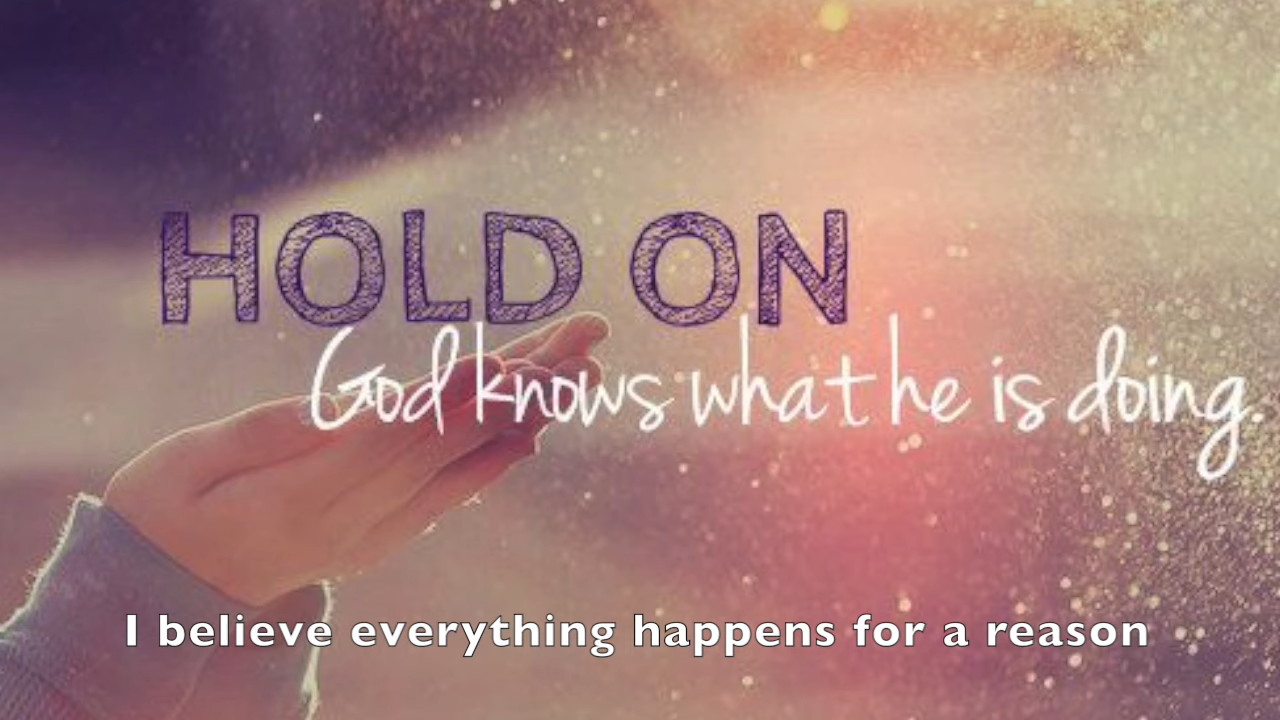 HOLD ON
God knows what he is doing.
I believe everything happens for a reason